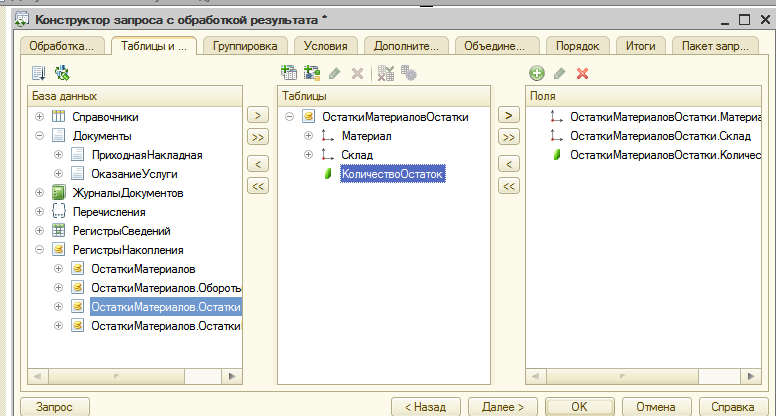 Конструктор запроса с обработкой результата *
Обработка... Таблицы и ... Группировка Условия Дополните... Объедине... Порядок Итоги Пакет запр...
База данных
Справочники
Документы
ПриходнаяНакладная
ОказаниеУслуги
ЖурналыДокументов
Перечисления
РегистрыСведений
РегистрыНакопления
ОстаткиМатериалов
ОстаткиМатериалов.Обороты
ОстаткиМатериалов.Остатки
ОстаткиМатериалов.Остатки
> >> < <<
Таблицы
ОстаткиМатериаловОстатки
Материал
Склад
КоличествоОстаток
> >> < <<
Поля
ОстаткиМатериаловОстатки.Материа
ОстаткиМатериаловОстатки.Склад
ОстаткиМатериаловОстатки.Количес
Запрос < Назад Далее > OK Отмена Справка